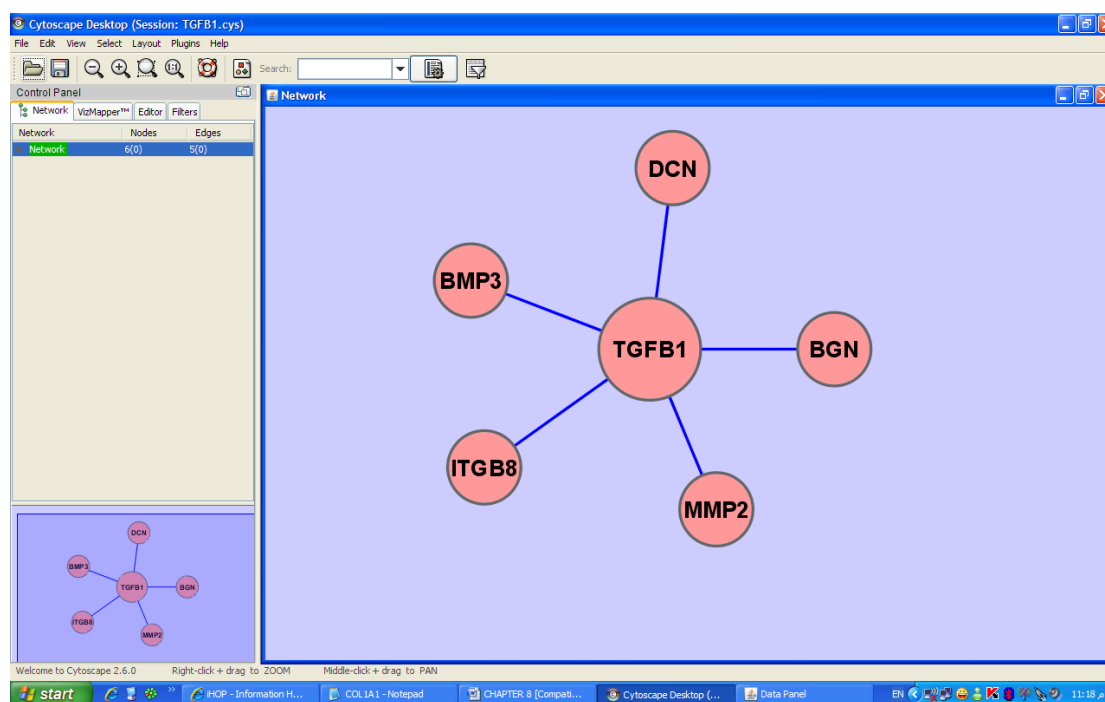 Cytoscape Desktop (Session: TGFB1.cys)
File Edit View Select Layout Plugins Help
Search:
Control Panel
Network VizMapper™ Editor Filters
Network Nodes Edges
Network 6(0) 5(0)
Network
DCN
BMP3
TGFB1
BGN
ITGB8
MMP2
DCN
BMP3
TGFB1
BGN
ITGB8
MMP2
Welcome to Cytoscape 2.6.0 Right-click + drag to ZOOM Middle-click + drag to PAN
start iHOP - Information H... COL1A1 - Notepad CHAPTER 8 [Compati... Cytoscape Desktop (... Data Panel EN 11:18 م